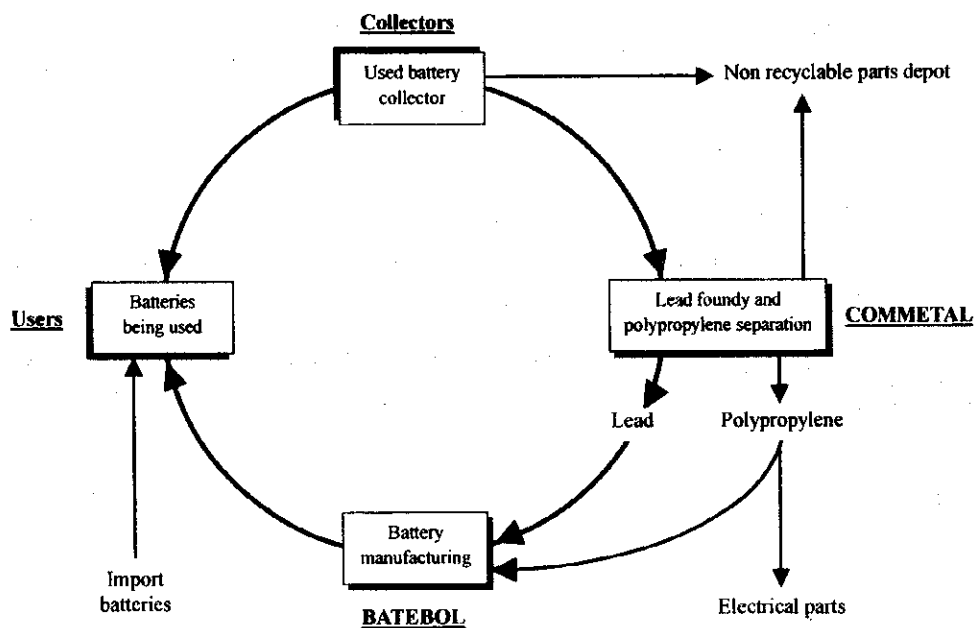 Collectors
Used battery
collector
Non recyclable parts depot
Users
Batteries
being used
Lead foundy and
polypropylene separation
COMMETAL
Lead
Polypropylene
Battery
manufacturing
BATEBOL
Import
batteries
Electrical parts